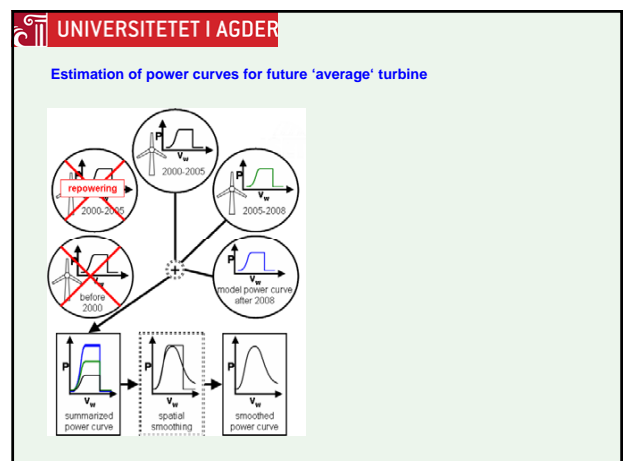 UNIVERSITETET I AGDER
Estimation of power curves for future ‘average‘ turbine
P
Vw
2000-2005
P
repowering
Vw
2000-2005
P
Vw
2005-2008
P
Vw
before
2000
+
P
Vw
model power curve
after 2008
P
Vw
summarized
power curve
P
Vw
spatial
smoothing
P
Vw
smoothed
power curve